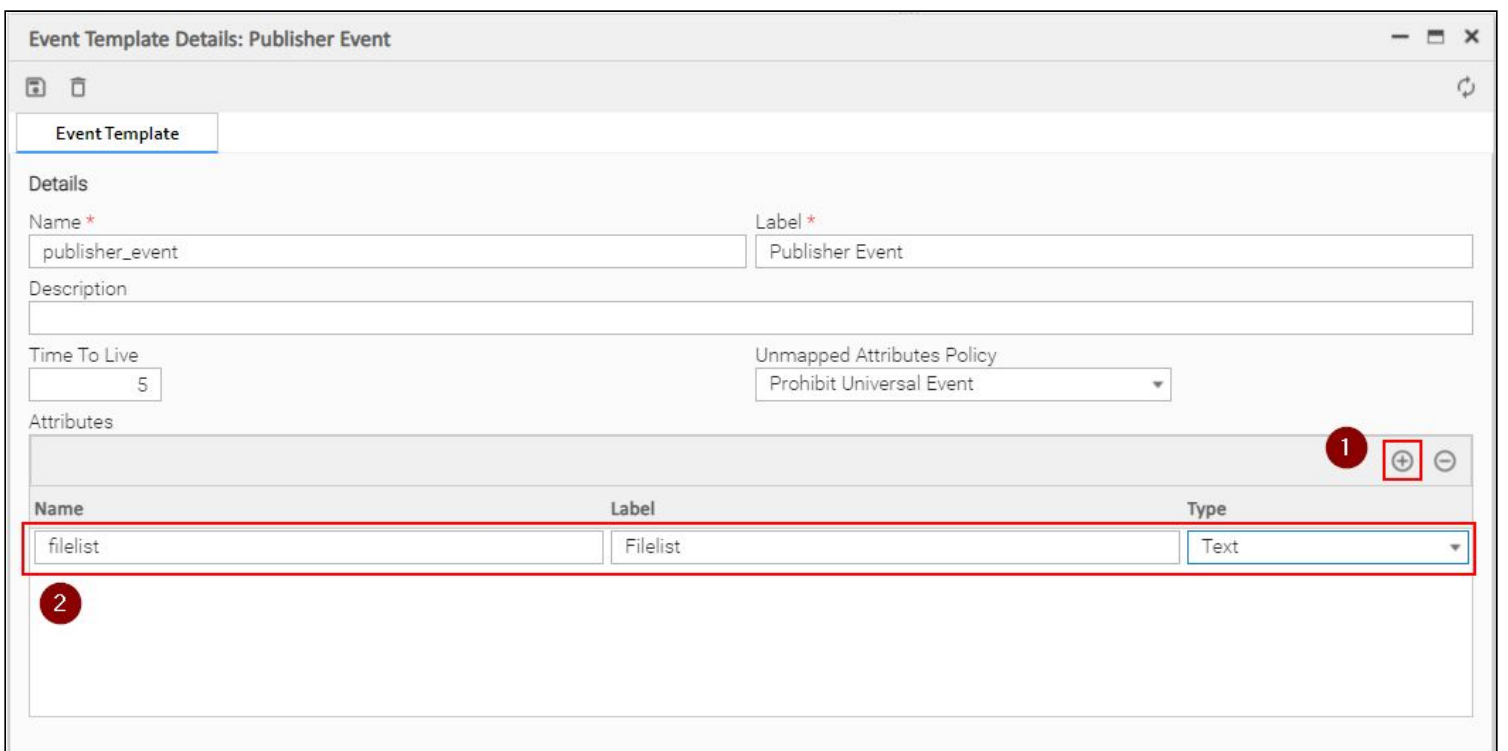 Event Template Details: Publisher Event
Event Template
Details
Name *
Label *
publisher_event
Publisher Event
Description
Time To Live
Unmapped Attributes Policy
5
Prohibit Universal Event
Attributes
1
Name Label Type
filelist Filelist Text
2